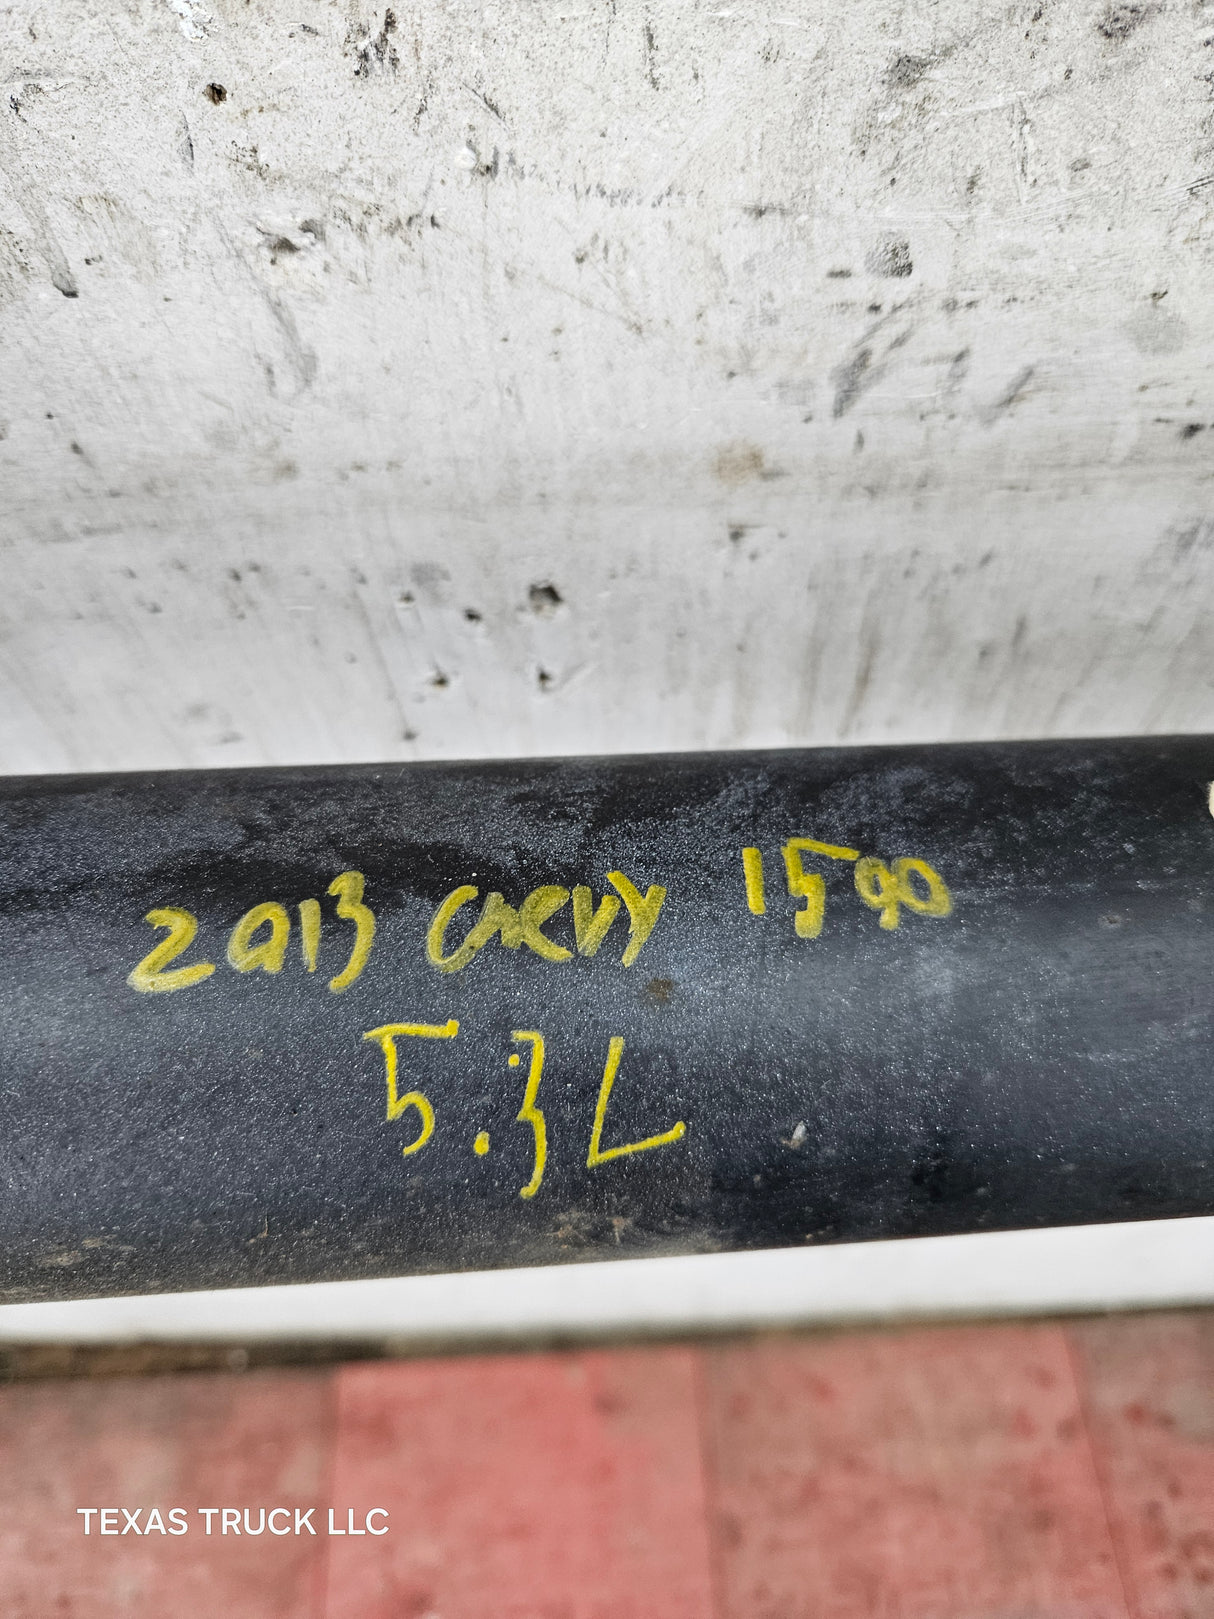 2013 CHEVY 1500
5.3L
TEXAS TRUCK LLC